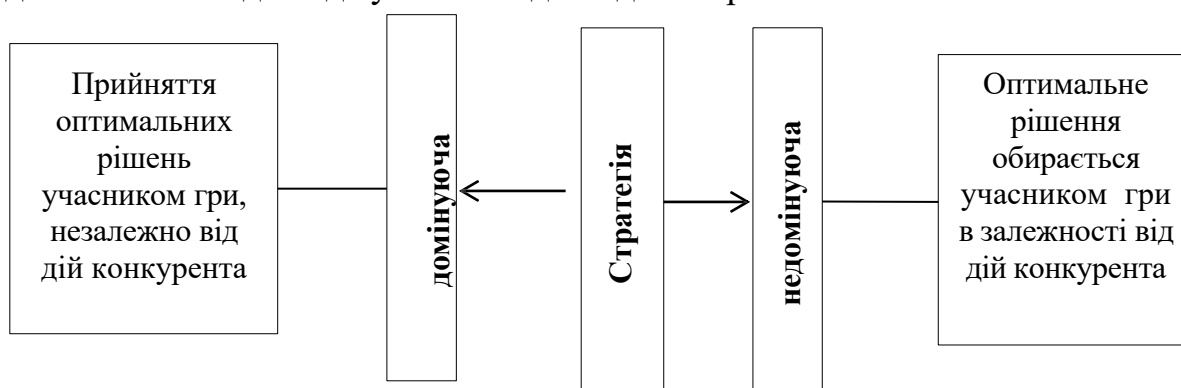 Прийняття
оптимальних
рішень
учасником гри,
незалежно від
дій конкурента
домінуюча
Стратегія
недомінуюча
Оптимальне
рішення
обирається
учасником гри
в залежності від
дій конкурента